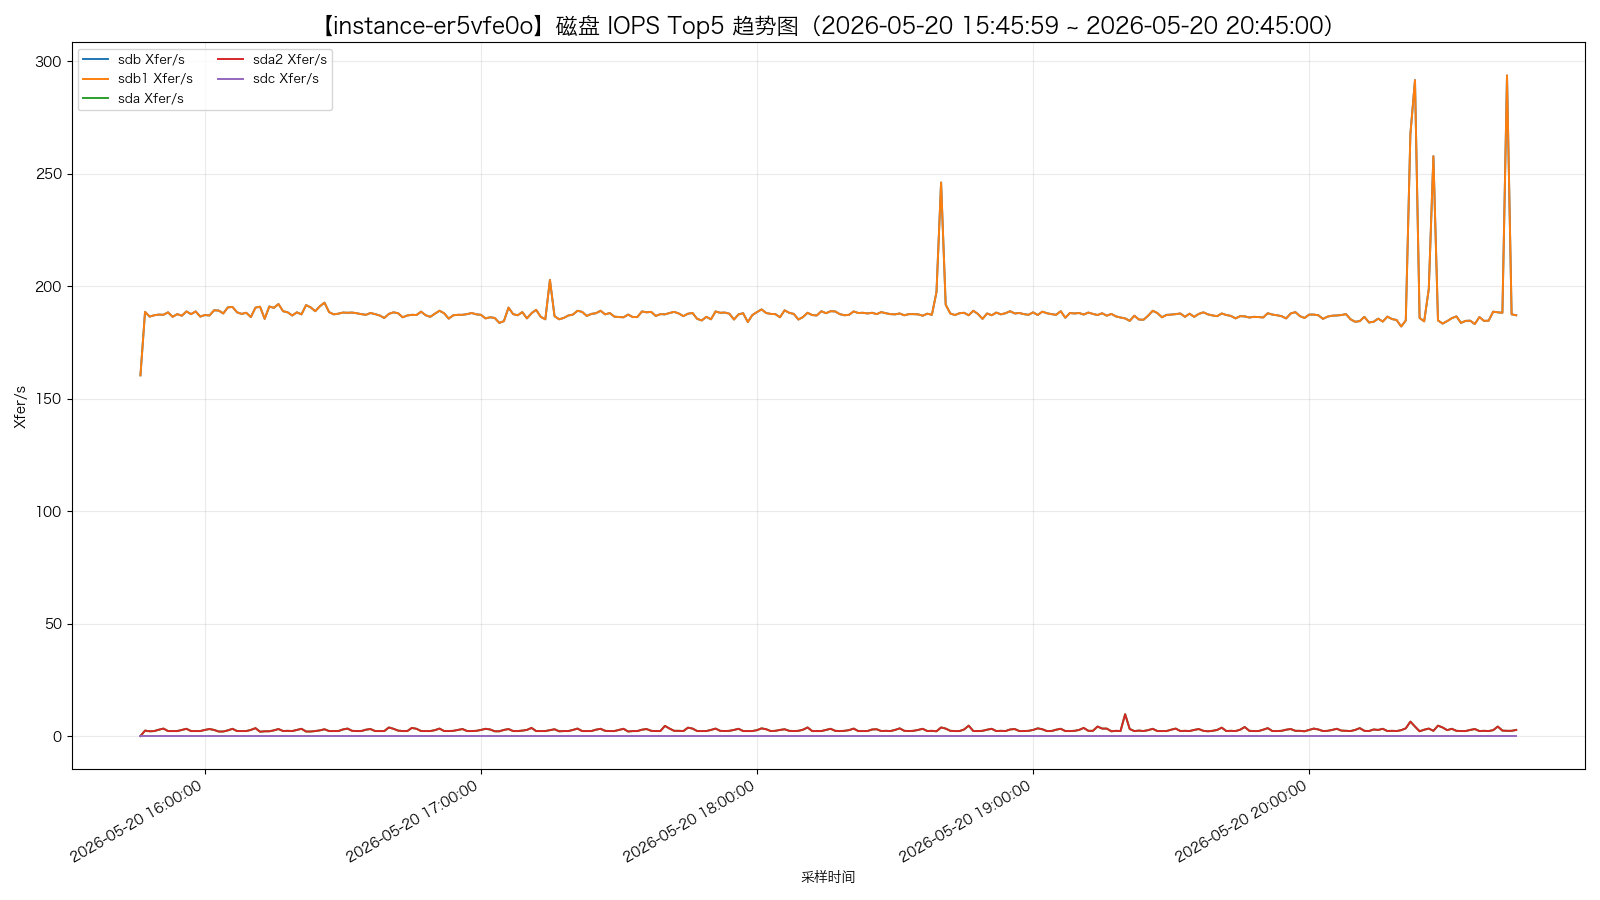 【instance-er5vfe0o】磁盘 IOPS Top5 趋势图（2026-05-20 15:45:59 ~ 2026-05-20 20:45:00）
sdb Xfer/s
sdb1 Xfer/s
sda Xfer/s
sda2 Xfer/s
sdc Xfer/s
300
250
200
150
100
50
0
Xfer/s
2026-05-20 16:00:00
2026-05-20 17:00:00
2026-05-20 18:00:00
2026-05-20 19:00:00
2026-05-20 20:00:00
采样时间